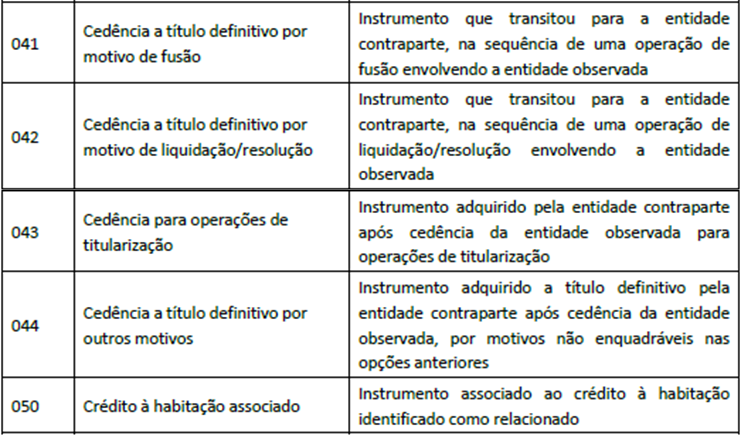 041
Cedência a título definitivo por
motivo de fusão
Instrumento que transitou para a entidade
contraparte, na sequência de uma operação de
fusão envolvendo a entidade observada
042
Cedência a título definitivo por
motivo de liquidação/resolução
Instrumento que transitou para a entidade
contraparte, na sequência de uma operação de
liquidação/resolução envolvendo a entidade
observada
043
Cedência para operações de
titularização
Instrumento adquirido pela entidade contraparte
após cedência da entidade observada para
operações de titularização
044
Cedência a título definitivo por
outros motivos
Instrumento adquirido a título definitivo pela
entidade contraparte após cedência da entidade
observada, por motivos não enquadráveis nas
opções anteriores
050
Crédito à habitação associado
Instrumento associado ao crédito à habitação
identificado como relacionado